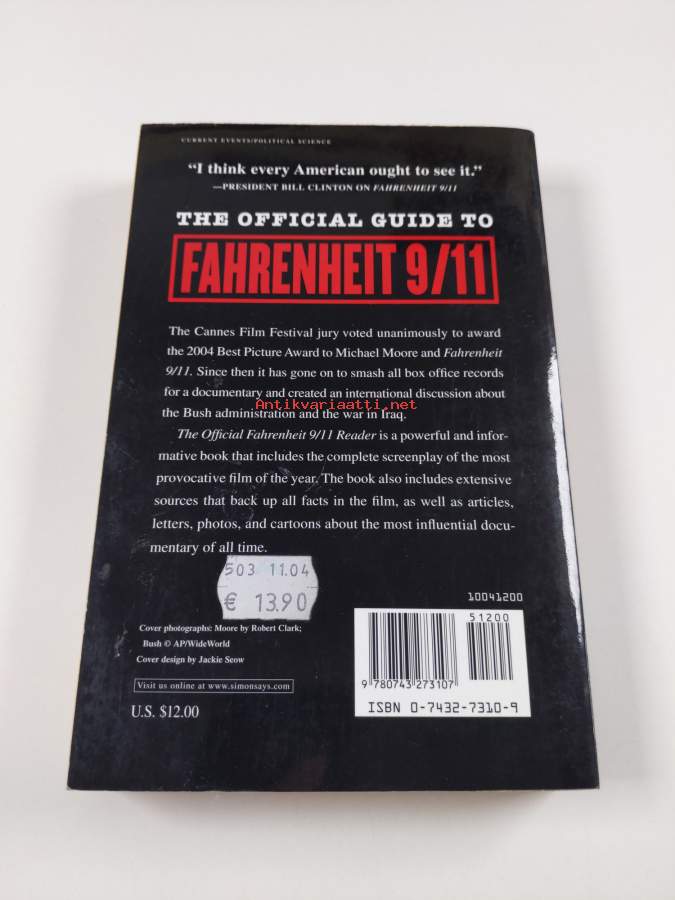 CURRENT EVENTS/POLITICAL SCIENCE
“I think every American ought to see it.”
—PRESIDENT BILL CLINTON ON FAHRENHEIT 9/11
THE OFFICIAL GUIDE TO
FAHRENHEIT 9/11
The Cannes Film Festival jury voted unanimously to award
the 2004 Best Picture Award to Michael Moore and Fahrenheit
9/11. Since then it has gone on to smash all box office records
for a documentary and created an international discussion about
Antikvariaatti.net
the Bush administration and the war in Iraq.
The Official Fahrenheit 9/11 Reader is a powerful and infor-
mative book that includes the complete screenplay of the most
provocative film of the year. The book also includes extensive
sources that back up all facts in the film, as well as articles,
letters, photos, and cartoons about the most influential docu-
mentary of all time.
503 11.04
€ 13.90
Cover photographs: Moore by Robert Clark;
Bush © AP/WideWorld
Cover design by Jackie Seow
Visit us online at www.simonsays.com
U.S. $12.00
10041200
51200
9 780743 273107
ISBN 0-7432-7310-9